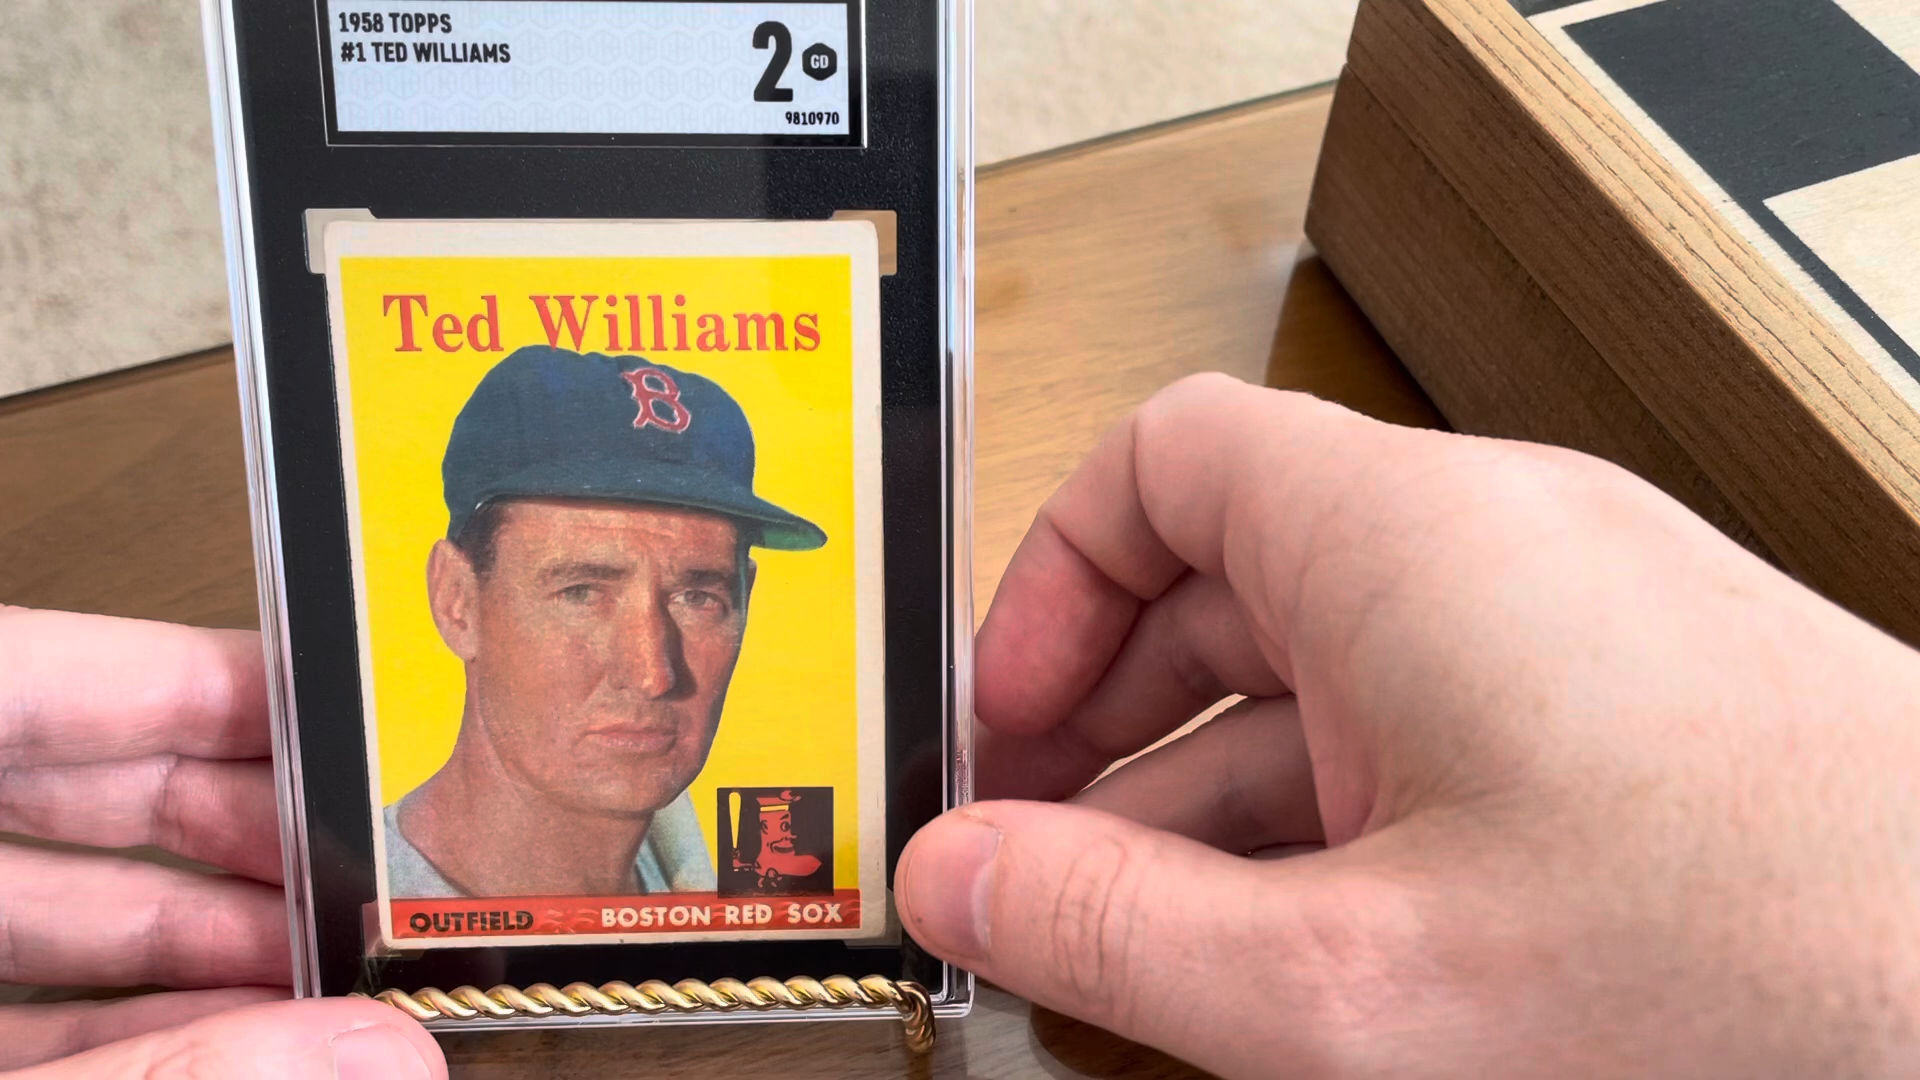 1958 TOPPS
#1 TED WILLIAMS
2 GD
9810970
Ted Williams
B
OUTFIELD BOSTON RED SOX